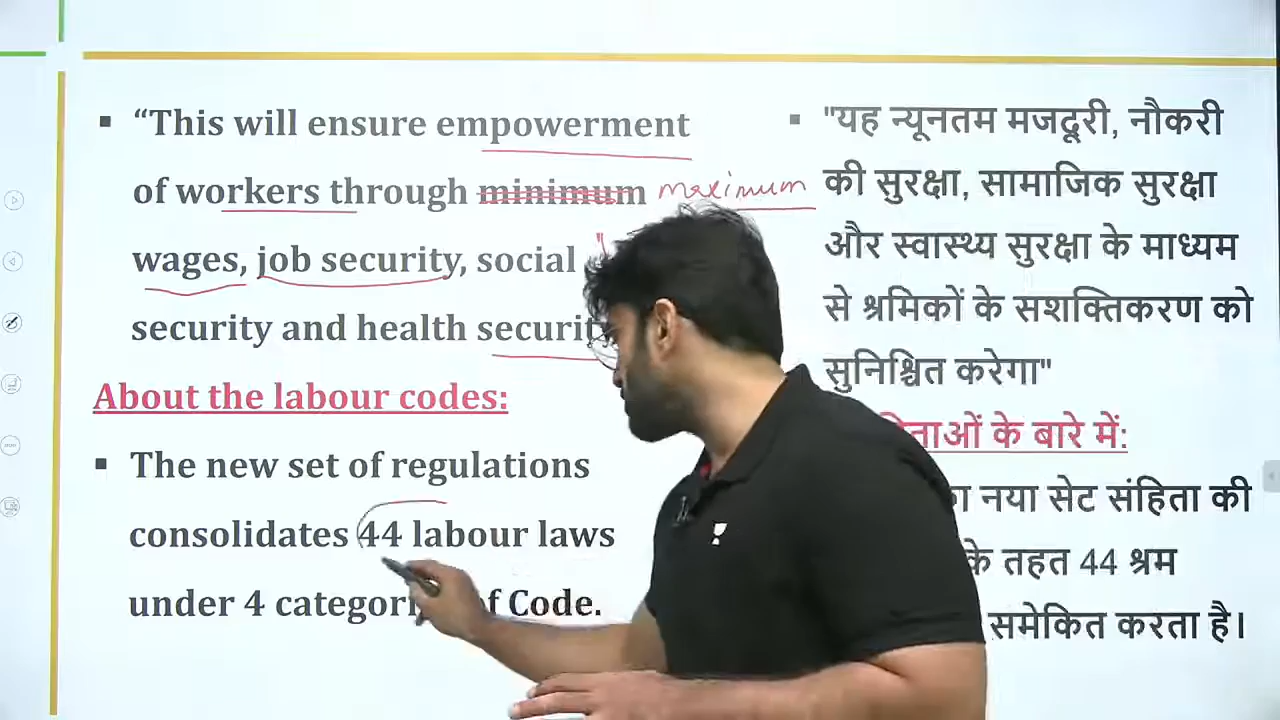 “This will ensure empowerment
of workers through minimum maximum
wages, job security, social
security and health security
About the labour codes:
The new set of regulations
consolidates 44 labour laws
under 4 of Code.
"यह न्यूनतम मजदूरी, नौकरी
की सुरक्षा, सामाजिक सुरक्षा
और स्वास्थ्य सुरक्षा के माध्यम
से श्रमिकों के सशक्तिकरण को
सुनिश्चित करेगा"
के बारे में:
नया सेट संहिता की
के तहत 44 श्रम
समेकित करता है।